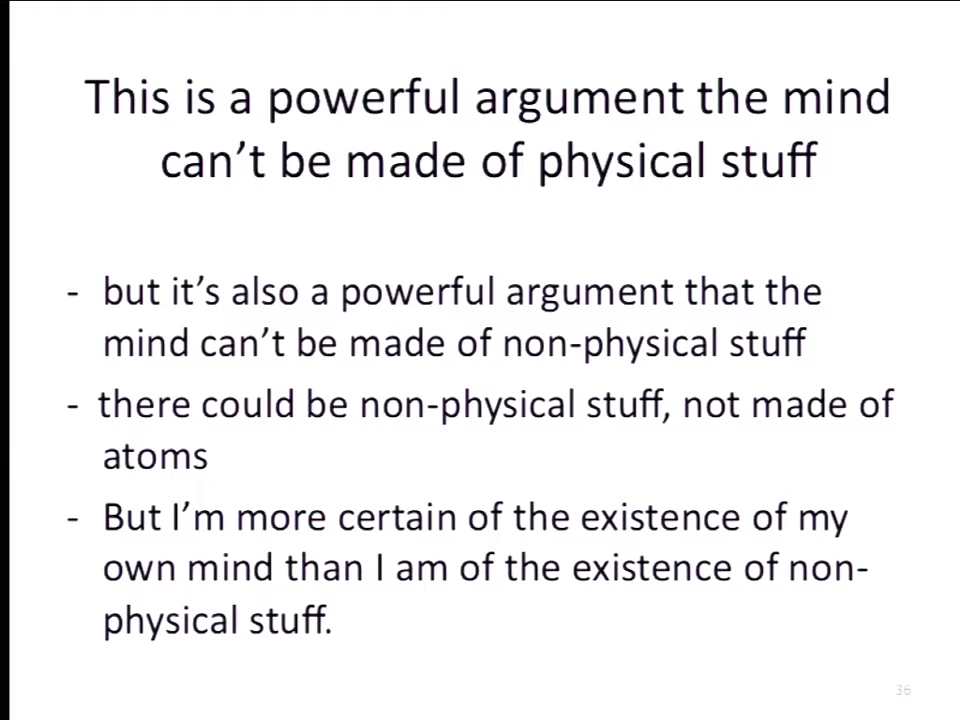 This is a powerful argument the mind
can’t be made of physical stuff
- but it’s also a powerful argument that the
mind can’t be made of non-physical stuff
- there could be non-physical stuff, not made of
atoms
- But I’m more certain of the existence of my
own mind than I am of the existence of non-
physical stuff.
36